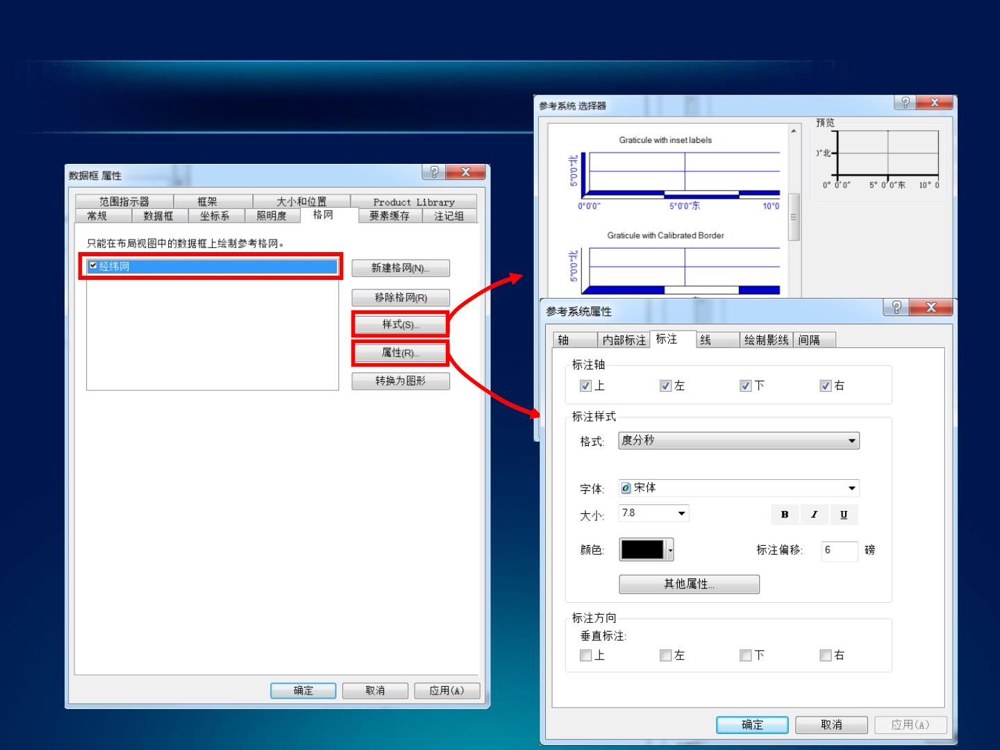 数据框 属性
范围指示器 框架 大小和位置 Product Library
常规 数据框 坐标系 照明度 格网 要素缓存 注记组
只能在布局视图中的数据框上绘制参考格网。
经纬网
新建格网(N)...
移除格网(R)
样式(S)...
属性(R)...
转换为图形
确定 取消 应用(A)
参考系统 选择器
Graticule with inset labels
5°0'0"北
0°0'0" 5°0'0"东 10°0
Graticule with Calibrated Border
5°0'0"北
预览
0"北
0° 0'0" 5° 0'0"东 10° 0
参考系统属性
轴 内部标注 标注 线 绘制影线 间隔
标注轴
上 左 下 右
标注样式
格式: 度分秒
字体: 宋体
大小: 7.8 B I U
颜色: 标注偏移: 6 磅
其他属性...
标注方向
垂直标注:
上 左 下 右
确定 取消 应用(A)